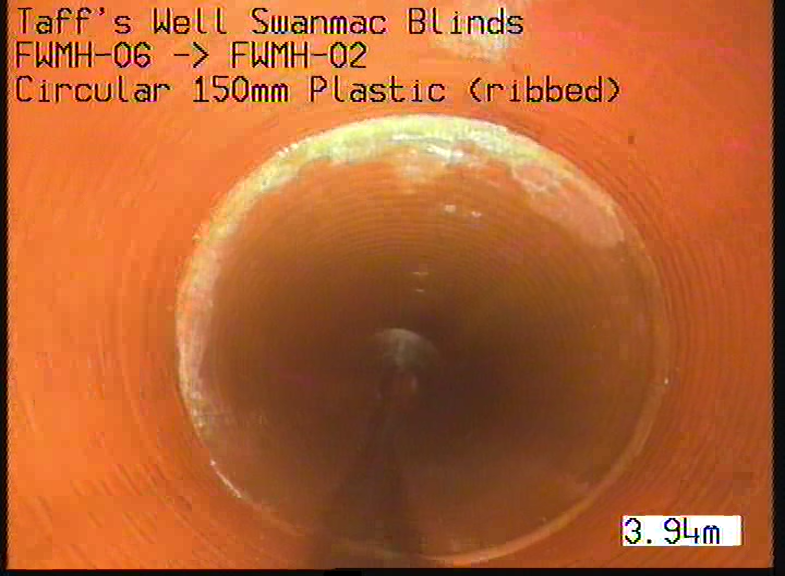 Taff's Well Swanmac Blinds
FWMH-06 -> FWMH-02
Circular 150mm Plastic (ribbed)
3.94m